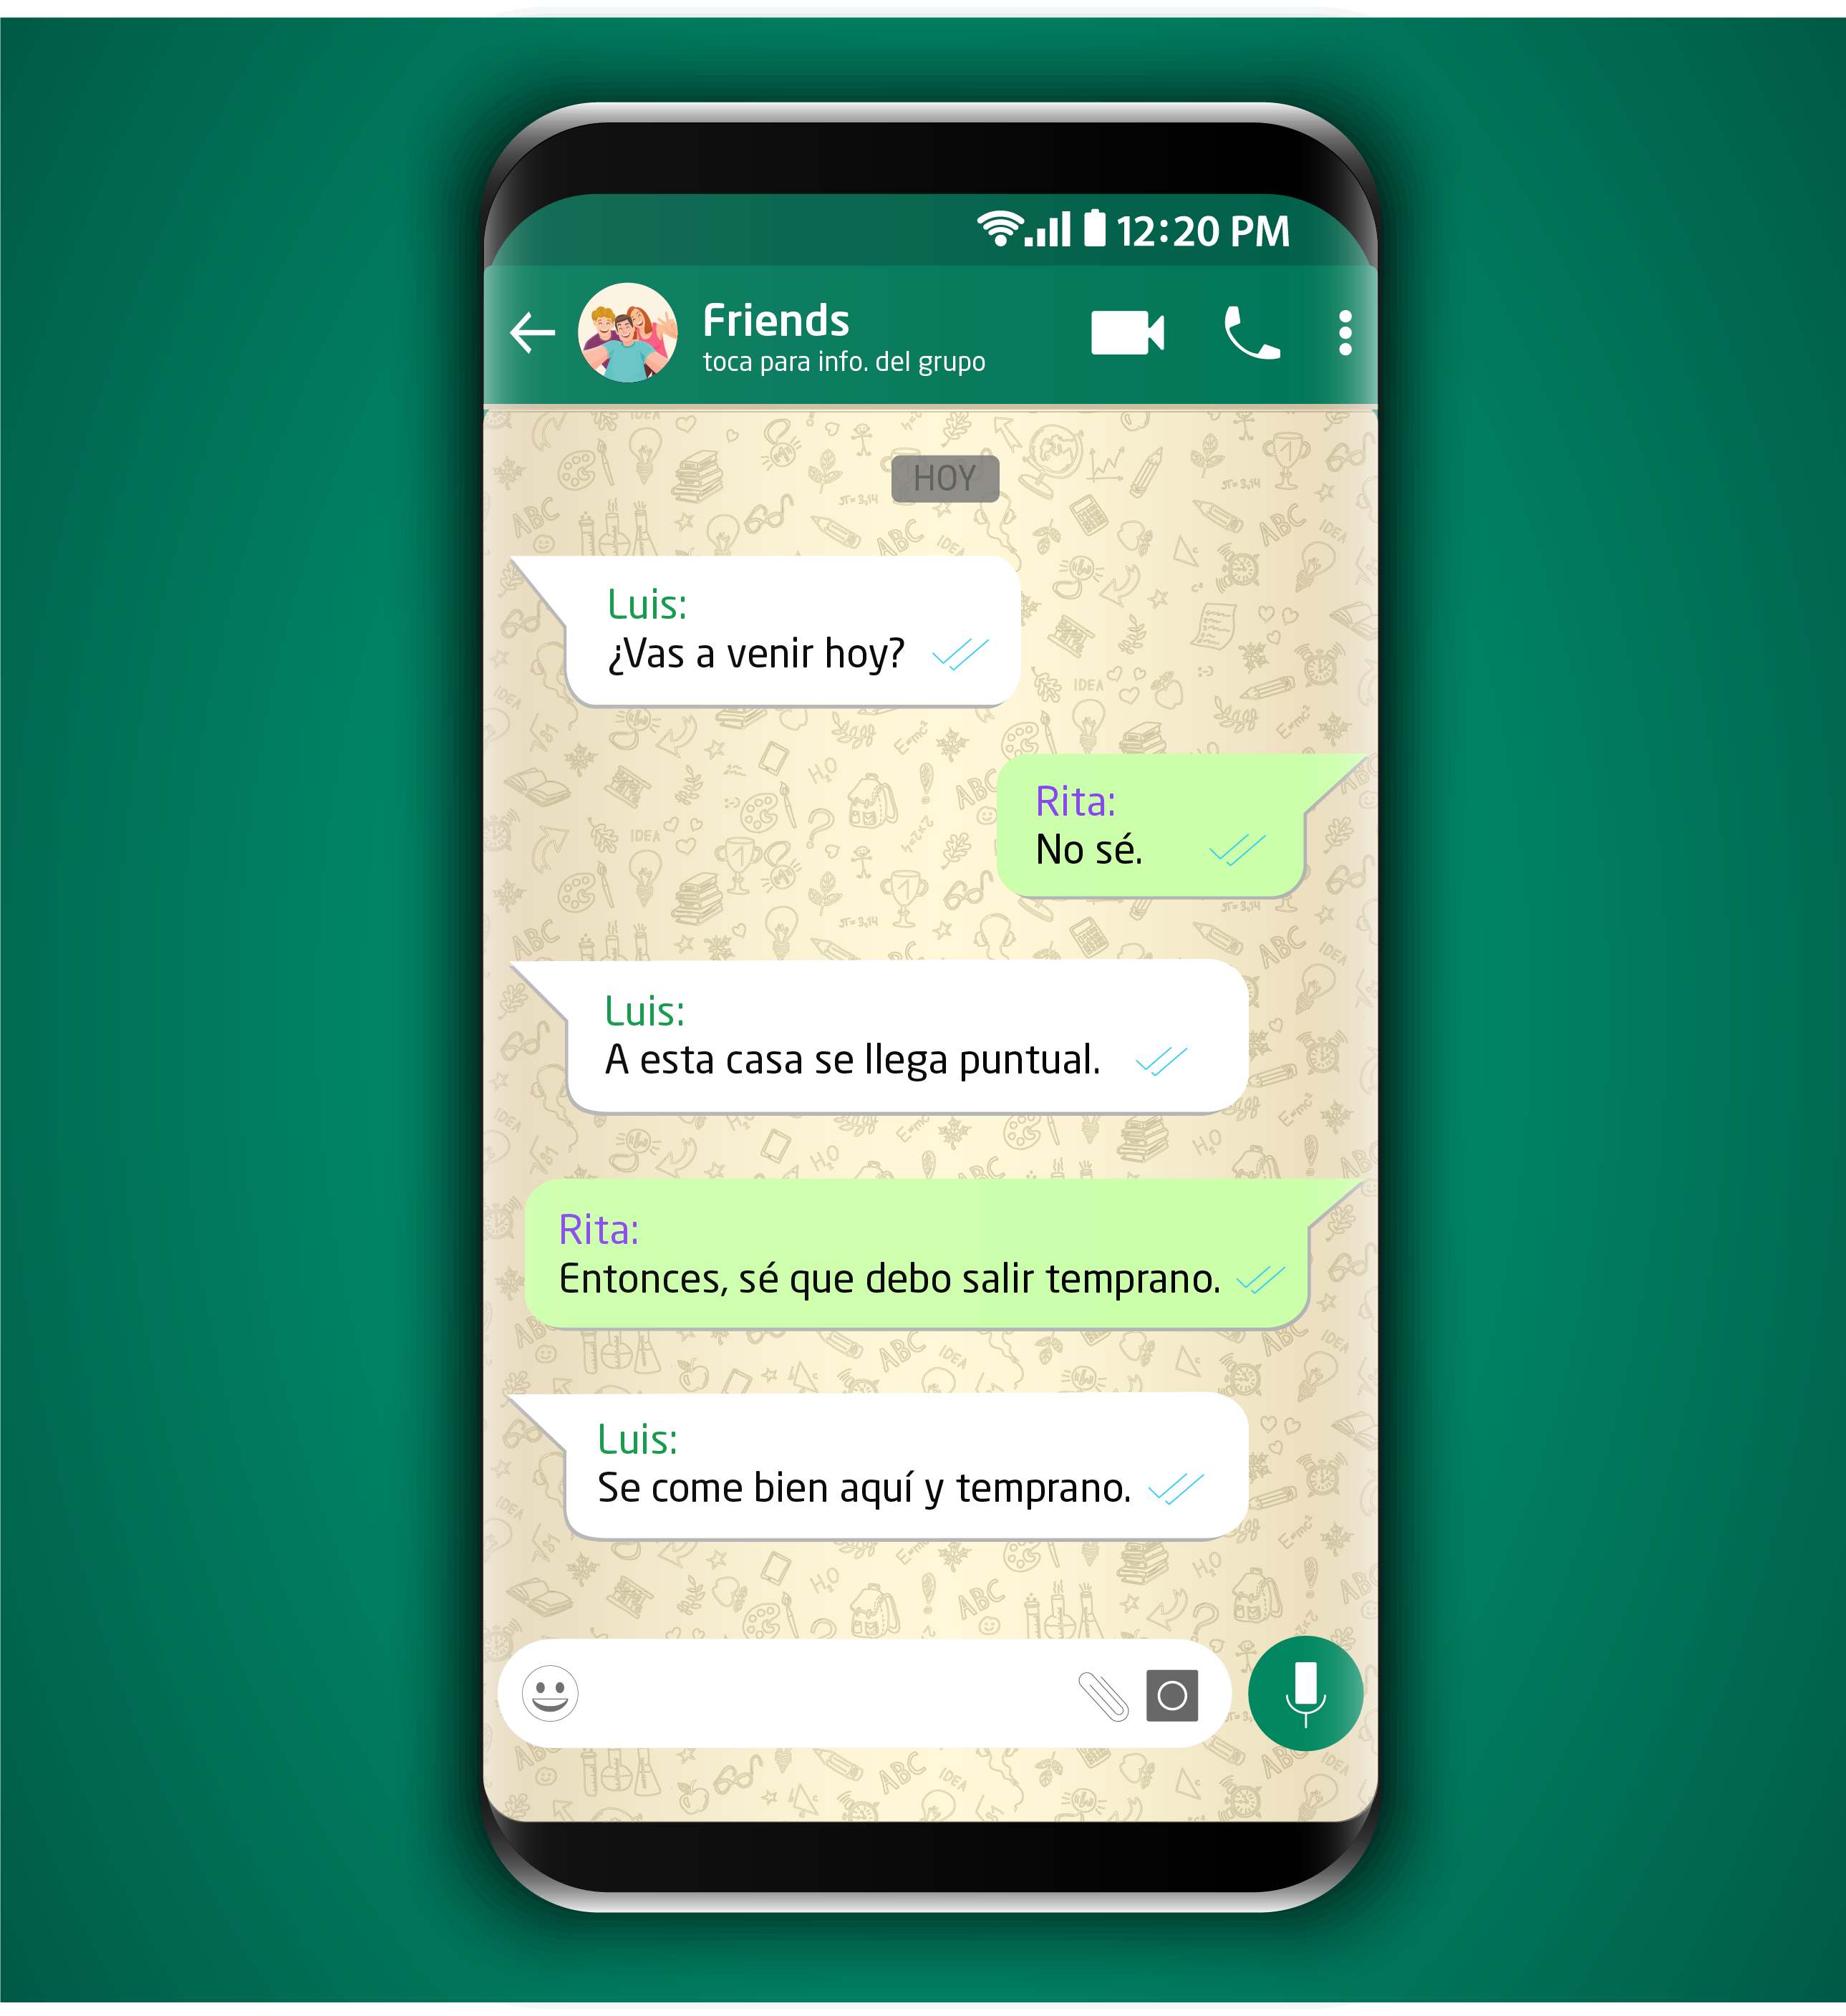 12:20 PM
Friends
toca para info. del grupo
HOY
Luis:
¿Vas a venir hoy?
Rita:
No sé.
Luis:
A esta casa se llega puntual.
Rita:
Entonces, sé que debo salir temprano.
Luis:
Se come bien aquí y temprano.